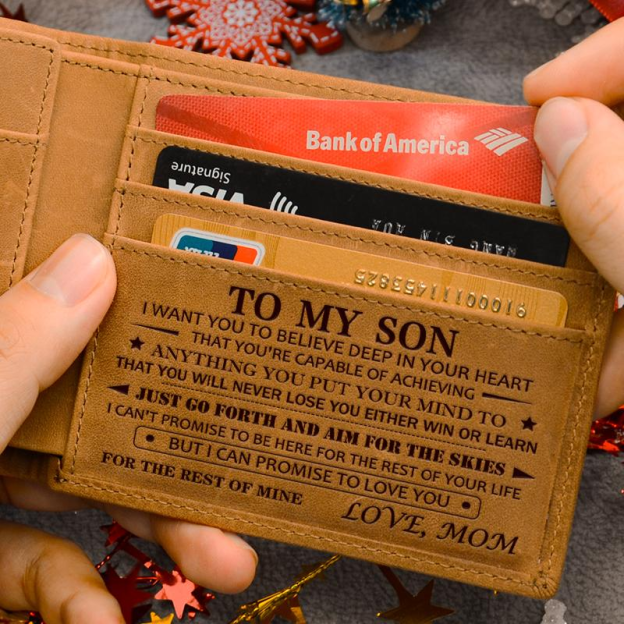 Bank of America
Signature
VISA
TO MY SON
I WANT YOU TO BELIEVE DEEP IN YOUR HEART
THAT YOU'RE CAPABLE OF ACHIEVING
ANYTHING YOU PUT YOUR MIND TO
THAT YOU WILL NEVER LOSE YOU EITHER WIN OR LEARN
JUST GO FORTH AND AIM FOR THE SKIES
I CAN'T PROMISE TO BE HERE FOR THE REST OF YOUR LIFE
BUT I CAN PROMISE TO LOVE YOU
FOR THE REST OF MINE
LOVE, MOM